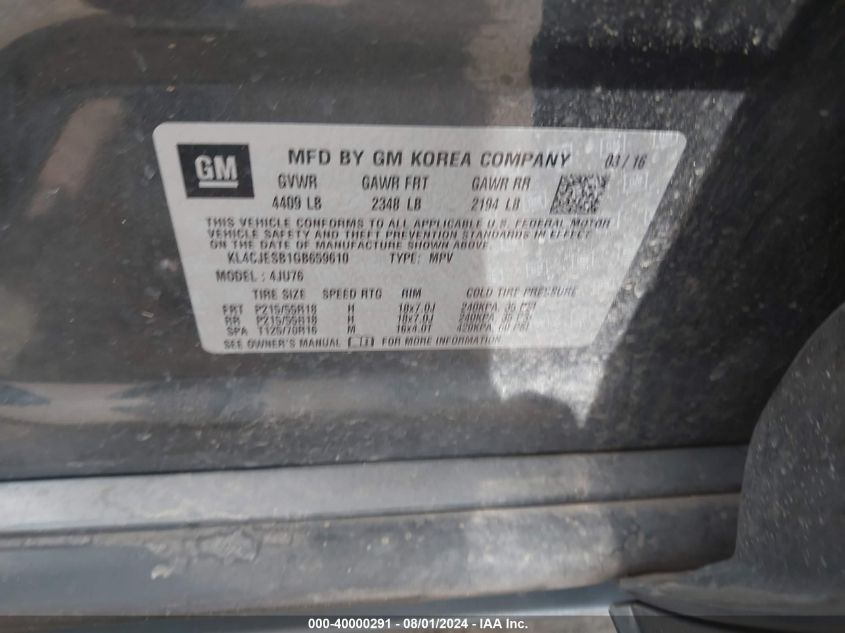 GM
MFD BY GM KOREA COMPANY 03/16
GVWR GAWR FRT GAWR RR
4409 LB 2348 LB 2194 LB
THIS VEHICLE CONFORMS TO ALL APPLICABLE U.S. FEDERAL MOTOR
VEHICLE SAFETY AND THEFT PREVENTION STANDARDS IN EFFECT
ON THE DATE OF MANUFACTURE SHOWN ABOVE.
KL4CJESB1GB659610 TYPE: MPV
MODEL : 4JU76
TIRE SIZE SPEED RTG RIM COLD TIRE PRESSURE
FRT P215/55R18 H 18x7.0J 240KPA, 35 PSI
RR P215/55R18 H 18x7.0J 240KPA, 35 PSI
SPA T125/70R16 M 16x4.0T 420KPA, 60 PSI
SEE OWNER'S MANUAL FOR MORE INFORMATION.
000-40000291 - 08/01/2024 - IAA Inc.